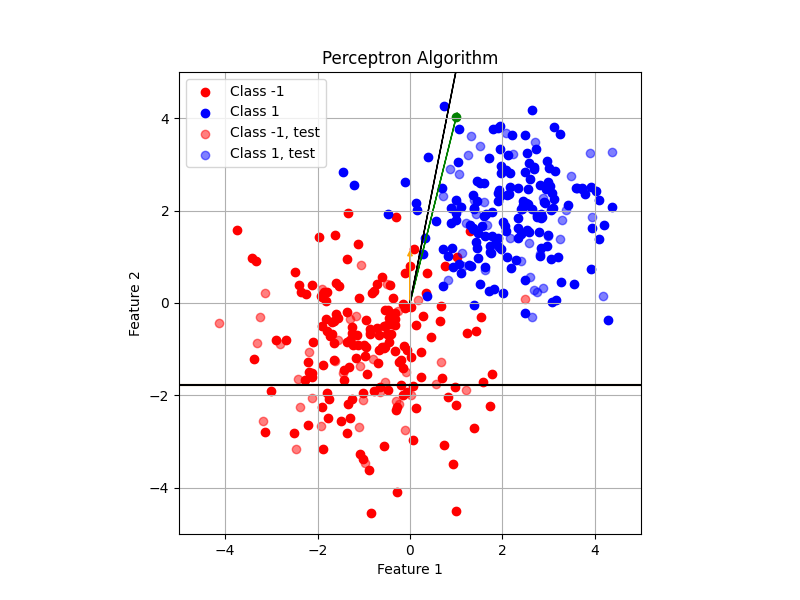 Perceptron Algorithm
Class -1
Class 1
Class -1, test
Class 1, test
4
2
0
−2
−4
Feature 2
−4
−2
0
2
4
Feature 1